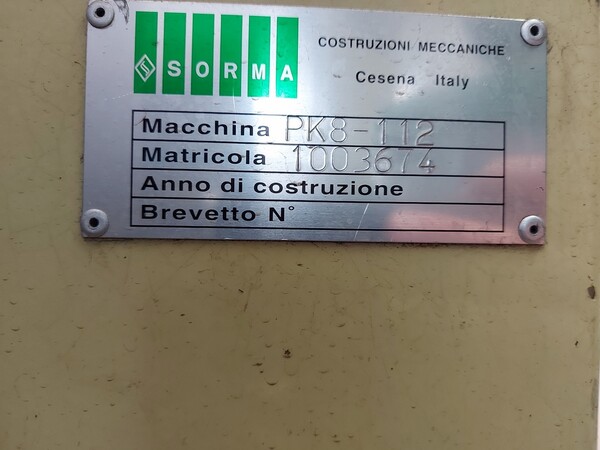 SORMA
COSTRUZIONI MECCANICHE
Cesena Italy
Macchina PK8-112
Matricola 1003674
Anno di costruzione
Brevetto N°